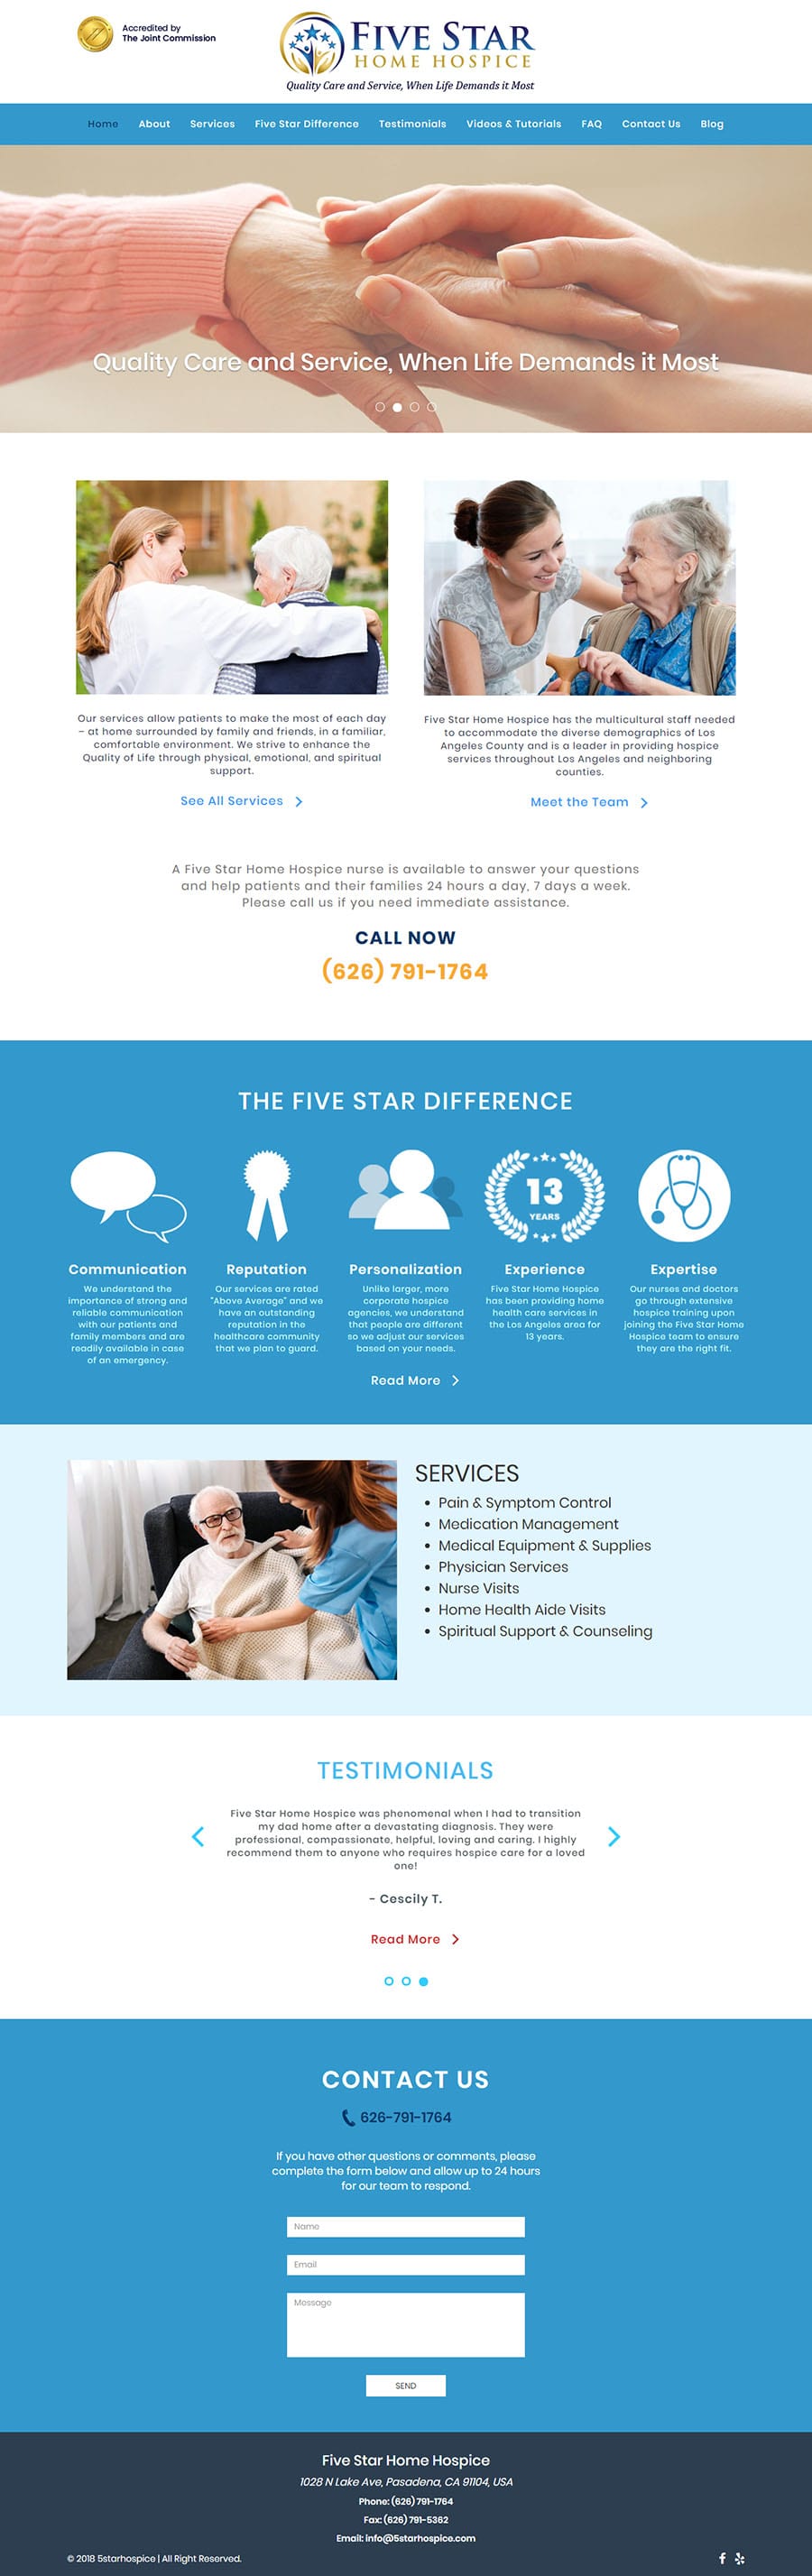 Accredited by
The Joint Commission
FIVE STAR
HOME HOSPICE
Quality Care and Service, When Life Demands it Most
Home About Services Five Star Difference Testimonials Videos & Tutorials FAQ Contact Us Blog
Quality Care and Service, When Life Demands it Most
Our services allow patients to make the most of each day
– at home surrounded by family and friends, in a familiar,
comfortable environment. We strive to enhance the
Quality of Life through physical, emotional, and spiritual
support.
See All Services
Five Star Home Hospice has the multicultural staff needed
to accommodate the diverse demographics of Los
Angeles County and is a leader in providing hospice
services throughout Los Angeles and neighboring
counties.
Meet the Team
A Five Star Home Hospice nurse is available to answer your questions
and help patients and their families 24 hours a day, 7 days a week.
Please call us if you need immediate assistance.
CALL NOW
(626) 791-1764
THE FIVE STAR DIFFERENCE
Communication
We understand the
importance of strong and
reliable communication
with our patients and
family members and are
readily available in case
of an emergency.
Reputation
Our services are rated
"Above Average" and we
have an outstanding
reputation in the
healthcare community
that we plan to guard.
Personalization
Unlike larger, more
corporate hospice
agencies, we understand
that people are different
so we adjust our services
based on your needs.
13
YEARS
Experience
Five Star Home Hospice
has been providing home
health care services in
the Los Angeles area for
13 years.
Expertise
Our nurses and doctors
go through extensive
hospice training upon
joining the Five Star Home
Hospice team to ensure
they are the right fit.
Read More
SERVICES
• Pain & Symptom Control
• Medication Management
• Medical Equipment & Supplies
• Physician Services
• Nurse Visits
• Home Health Aide Visits
• Spiritual Support & Counseling
TESTIMONIALS
Five Star Home Hospice was phenomenal when I had to transition
my dad home after a devastating diagnosis. They were
professional, compassionate, helpful, loving and caring. I highly
recommend them to anyone who requires hospice care for a loved
one!
- Cescily T.
Read More
CONTACT US
626-791-1764
If you have other questions or comments, please
complete the form below and allow up to 24 hours
for our team to respond.
Name
Email
Message
SEND
Five Star Home Hospice
1028 N Lake Ave, Pasadena, CA 91104, USA
Phone: (626) 791-1764
Fax: (626) 791-5362
Email: info@5starhospice.com
© 2018 5starhospice | All Right Reserved.